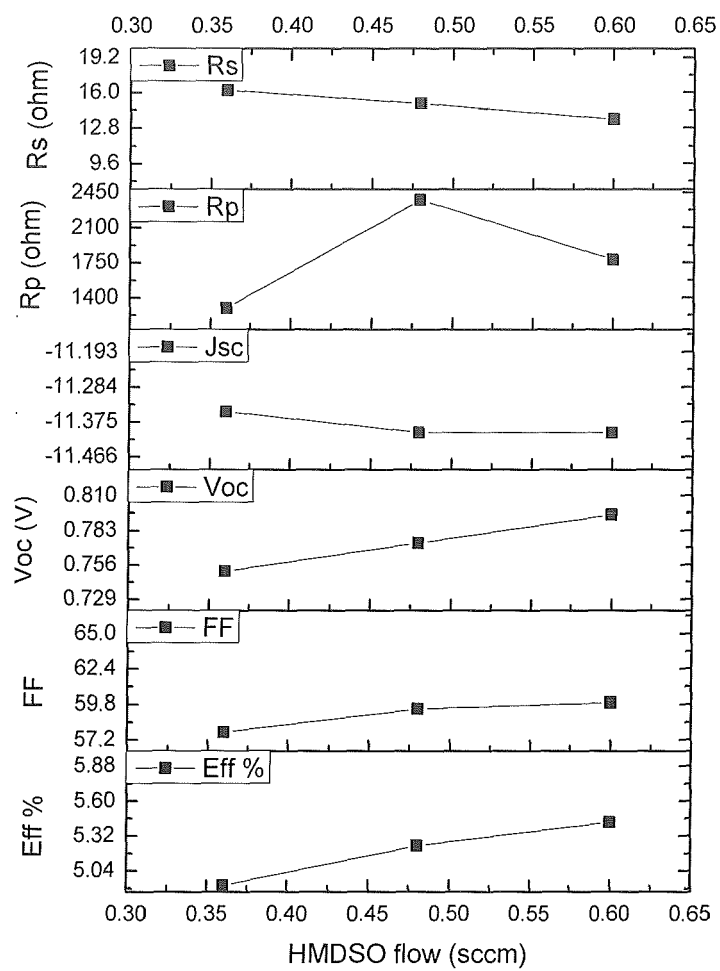 0.30 0.35 0.40 0.45 0.50 0.55 0.60 0.65
Rs (ohm)
19.2
16.0
12.8
9.6
Rs
Rp (ohm)
2450
2100
1750
1400
Rp
-11.193
-11.284
-11.375
-11.466
Jsc
Voc (V)
0.810
0.783
0.756
0.729
Voc
FF
65.0
62.4
59.8
57.2
FF
Eff %
5.88
5.60
5.32
5.04
Eff %
0.30 0.35 0.40 0.45 0.50 0.55 0.60 0.65
HMDSO flow (sccm)